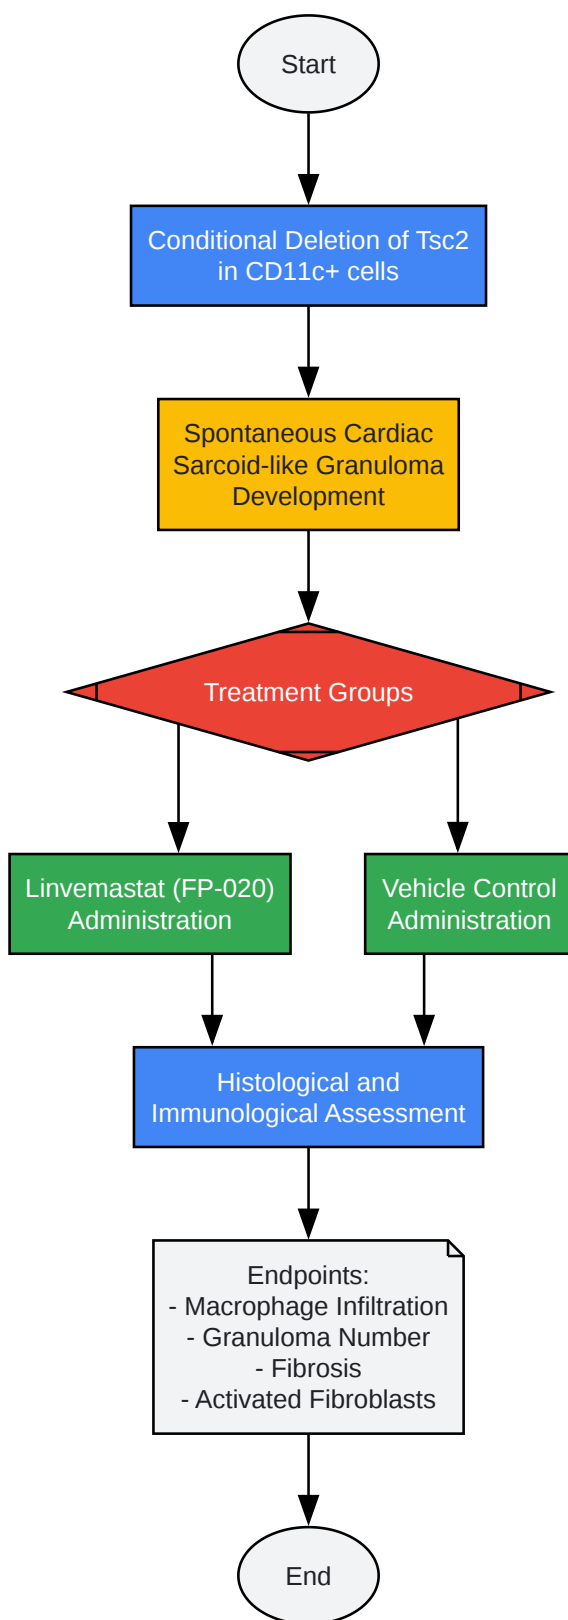 Start
Conditional Deletion of Tsc2
in CD11c+ cells
Spontaneous Cardiac
Sarcoid-like Granuloma
Development
Treatment Groups
Linvemastat (FP-020)
Administration
Vehicle Control
Administration
Histological and
Immunological Assessment
Endpoints:
- Macrophage Infiltration
- Granuloma Number
- Fibrosis
- Activated Fibroblasts
End